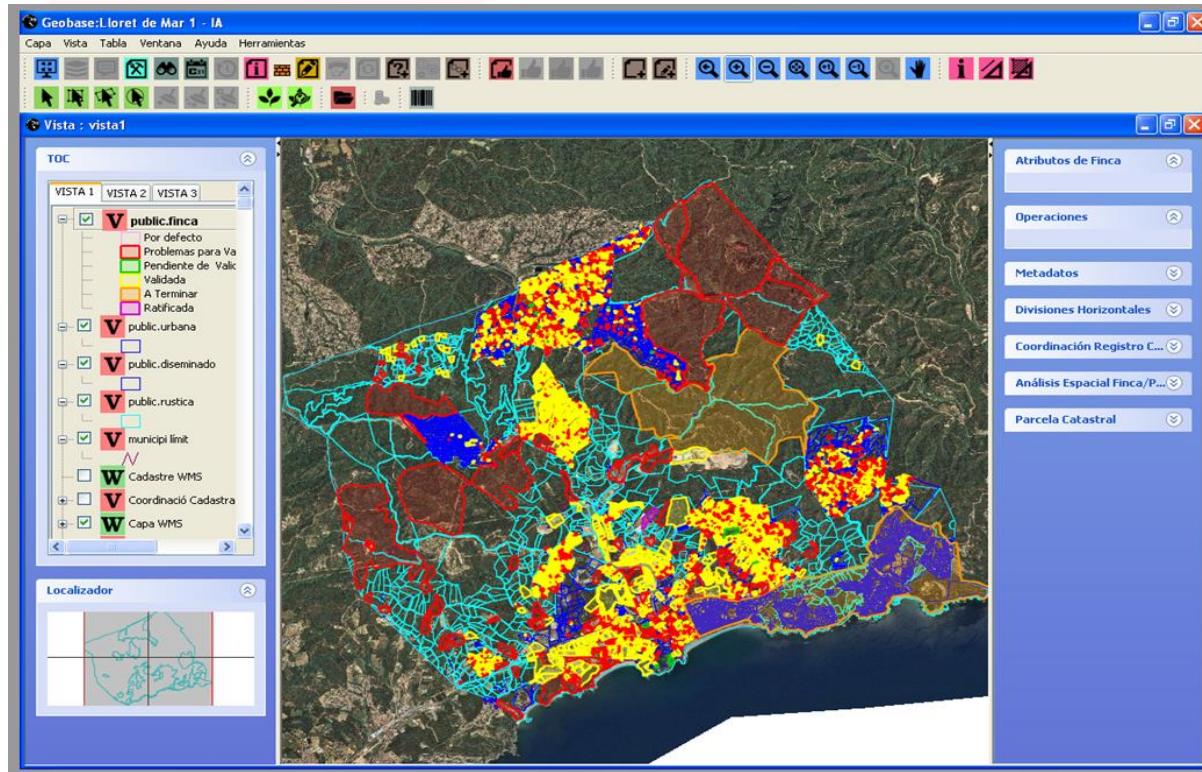 Geobase:Lloret de Mar 1 - IA
Capa Vista Tabla Ventana Ayuda Herramientas
Vista : vista1
TOC
VISTA 1 VISTA 2 VISTA 3
V public.finca
Por defecto
Problemas para Va
Pendiente de Valid
Validada
A Terminar
Ratificada
V public.urbana
V public.diseminado
V public.rustica
V municipi límit
W Cadastre WMS
V Coordinació Cadastra
W Capa WMS
Localizador
Atributos de Finca
Operaciones
Metadatos
Divisiones Horizontales
Coordinación Registro C...
Análisis Espacial Finca/P...
Parcela Catastral